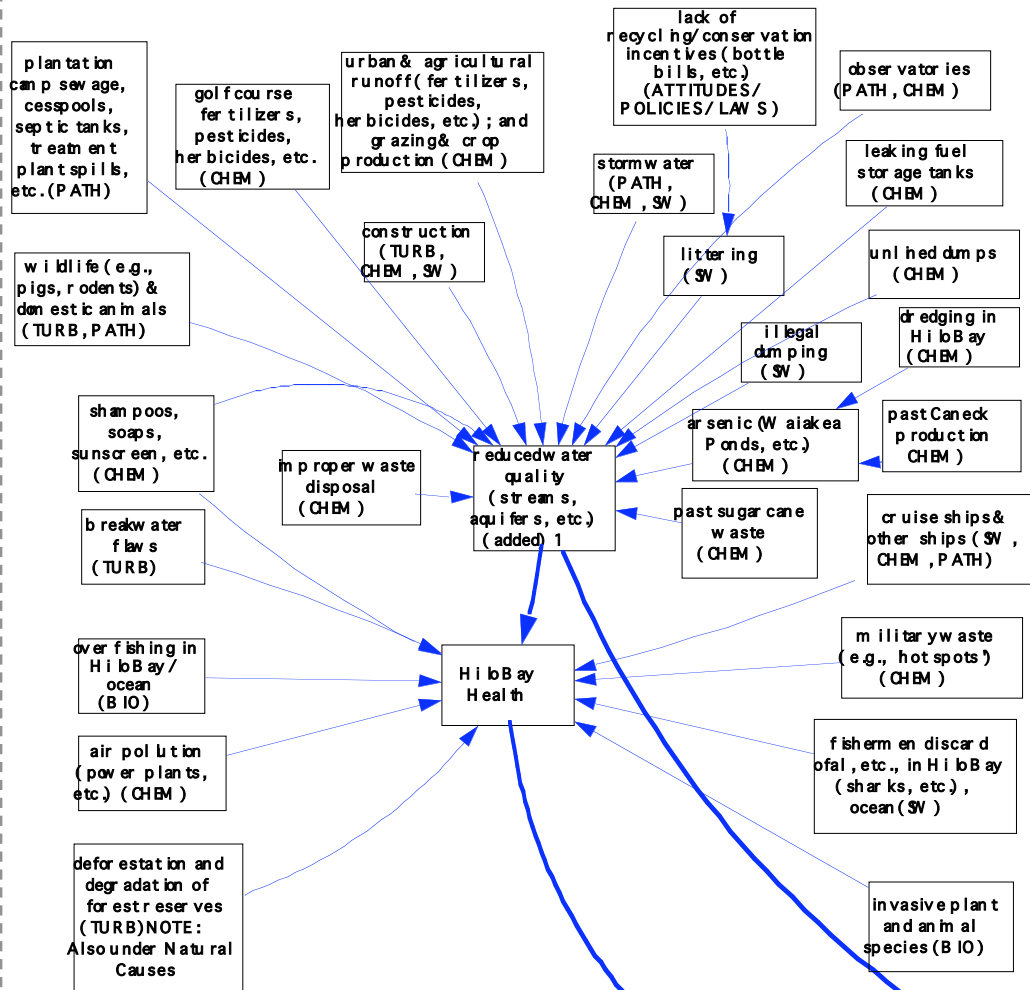 plantation
camp sewage,
cesspools,
septic tanks,
treatment
plant spills,
etc. (PATH)
golf course
fertilizers,
pesticides,
herbicides, etc.
(CHEM)
urban & agricultural
runoff (fertilizers,
pesticides,
herbicides, etc.); and
grazing & crop
production (CHEM)
lack of
recycling/conservation
incentives (bottle
bills, etc.)
(ATTITUDES/
POLICIES/LAWS)
observatories
(PATH, CHEM)
stormwater
(PATH,
CHEM, SW)
leaking fuel
storage tanks
(CHEM)
construction
(TURB,
CHEM, SW)
littering
(SW)
unlined dumps
(CHEM)
wildlife (e.g.,
pigs, rodents) &
domestic animals
(TURB, PATH)
illegal
dumping
(SW)
dredging in
Hilo Bay
(CHEM)
shampoos,
soaps,
sunscreen, etc.
(CHEM)
improper waste
disposal
(CHEM)
reduced water
quality
(streams,
aquifers, etc.)
(added) 1
arsenic (Waiakea
Ponds, etc.)
(CHEM)
past Caneck
production
CHEM)
breakwater
flaws
(TURB)
past sugar cane
waste
(CHEM)
cruise ships &
other ships (SW,
CHEM, PATH)
overfishing in
Hilo Bay/
ocean
(BIO)
Hilo Bay
Health
military waste
(e.g., hot spots')
(CHEM)
air pollution
(power plants,
etc.) (CHEM)
fishermen discard
ofal, etc., in Hilo Bay
(sharks, etc.),
ocean (SW)
deforestation and
degradation of
forest reserves
(TURB) NOTE:
Also under Natural
Causes
invasive plant
and animal
species (BIO)